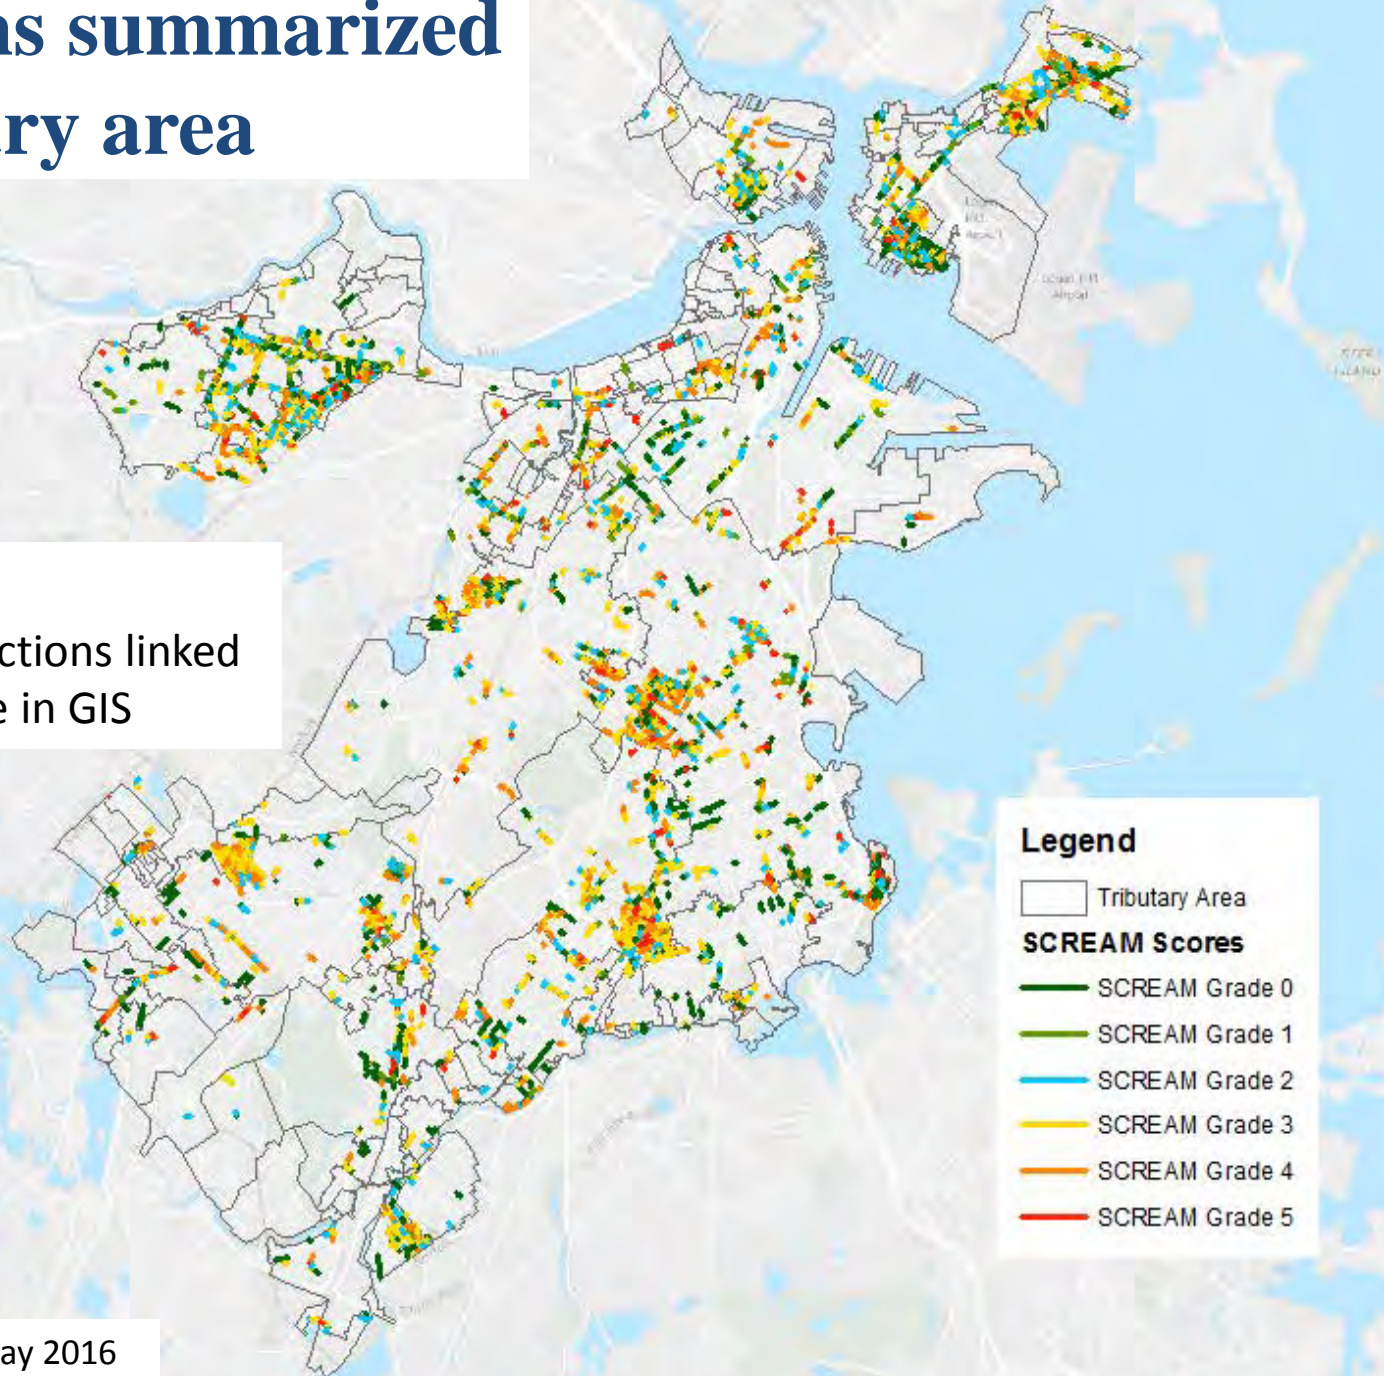 ns summarized
ary area
ctions linked
e in GIS
Legend
Tributary Area
SCREAM Scores
SCREAM Grade 0
SCREAM Grade 1
SCREAM Grade 2
SCREAM Grade 3
SCREAM Grade 4
SCREAM Grade 5
ay 2016